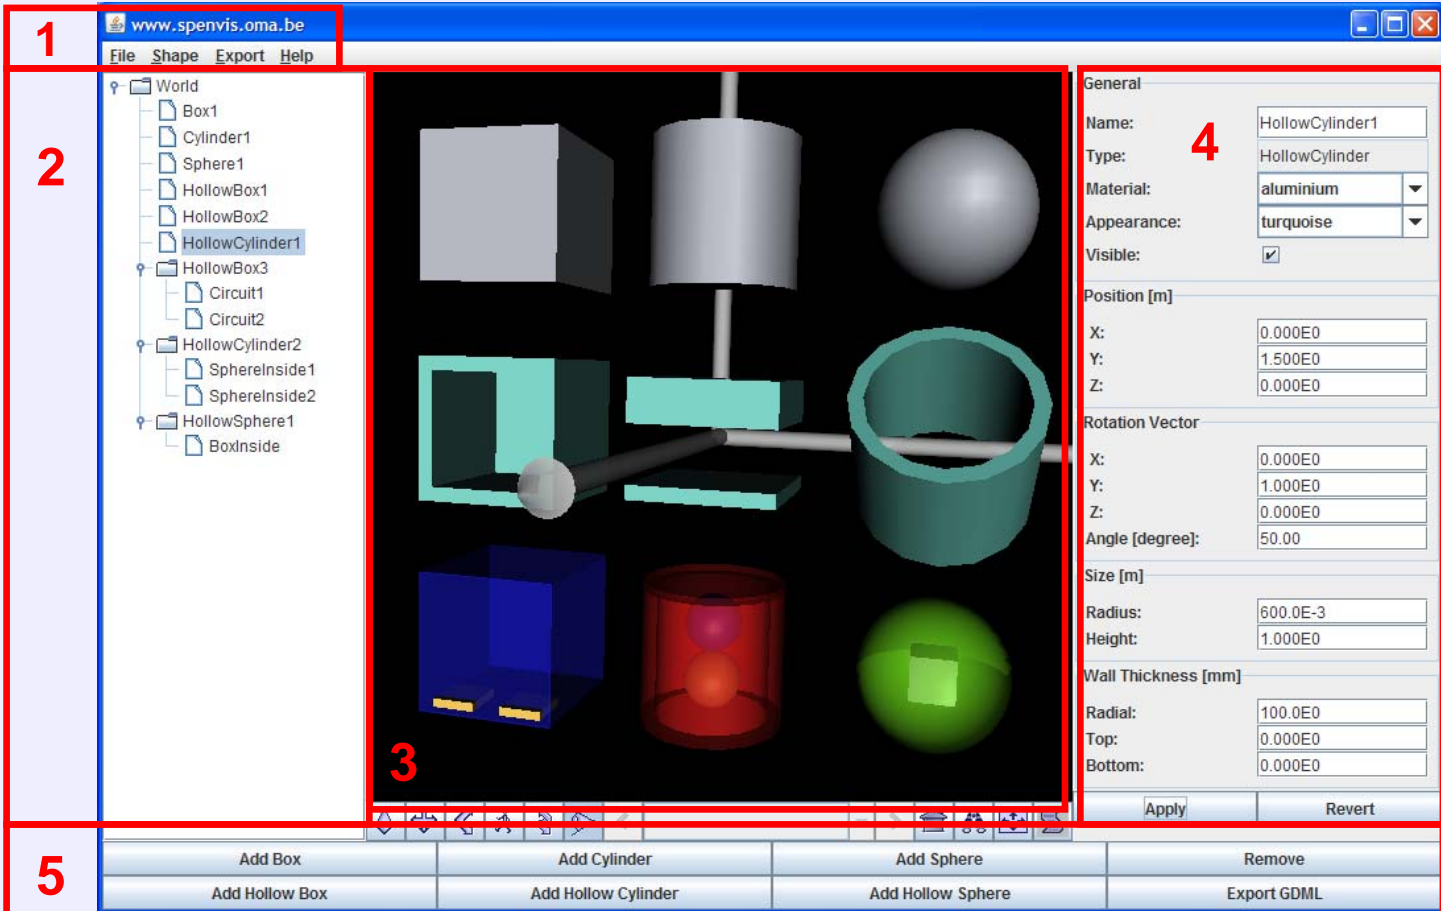 1
www.spenvis.oma.be
File Shape Export Help
2
World
Box1
Cylinder1
Sphere1
HollowBox1
HollowBox2
HollowCylinder1
HollowBox3
Circuit1
Circuit2
HollowCylinder2
SphereInside1
SphereInside2
HollowSphere1
BoxInside
3
4
General
Name: HollowCylinder1
Type: HollowCylinder
Material: aluminium
Appearance: turquoise
Visible:
Position [m]
X: 0.000E0
Y: 1.500E0
Z: 0.000E0
Rotation Vector
X: 0.000E0
Y: 1.000E0
Z: 0.000E0
Angle [degree]: 50.00
Size [m]
Radius: 600.0E-3
Height: 1.000E0
Wall Thickness [mm]
Radial: 100.0E0
Top: 0.000E0
Bottom: 0.000E0
Apply Revert
5
Add Box Add Cylinder Add Sphere Remove
Add Hollow Box Add Hollow Cylinder Add Hollow Sphere Export GDML